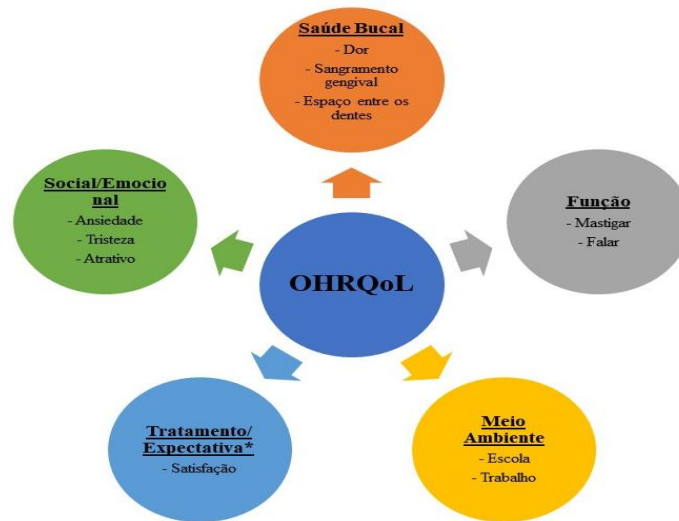 Saúde Bucal
- Dor
- Sangramento
gengival
- Espaço entre os
dentes
Social/Emocio
nal
- Ansiedade
- Tristeza
- Atrativo
Função
- Mastigar
- Falar
OHRQoL
Tratamento/
Expectativa*
- Satisfação
Meio
Ambiente
- Escola
- Trabalho